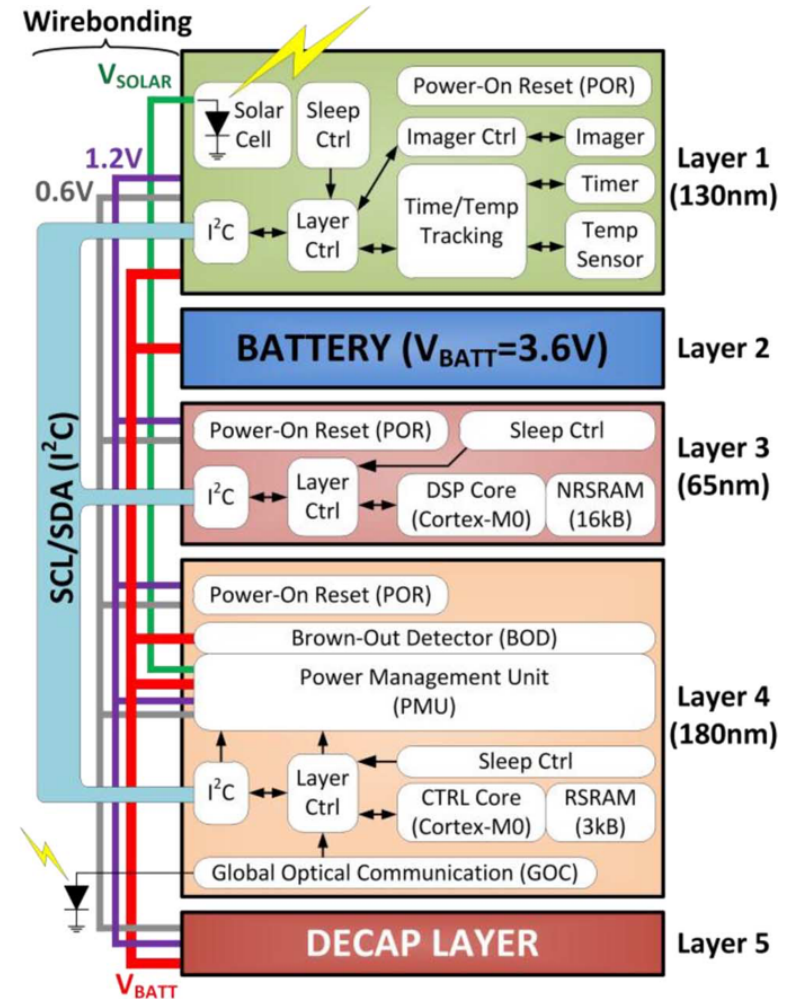 Wirebonding
VSOLAR
1.2V
0.6V
SCL/SDA (I²C)
VBATT
Solar
Cell
Sleep
Ctrl
Power-On Reset (POR)
Imager Ctrl
Imager
Timer
Time/Temp
Tracking
Temp
Sensor
I²C
Layer
Ctrl
Layer 1
(130nm)
BATTERY (VBATT=3.6V)
Layer 2
Power-On Reset (POR)
Sleep Ctrl
I²C
Layer
Ctrl
DSP Core
(Cortex-M0)
NRSRAM
(16kB)
Layer 3
(65nm)
Power-On Reset (POR)
Brown-Out Detector (BOD)
Power Management Unit
(PMU)
Sleep Ctrl
I²C
Layer
Ctrl
CTRL Core
(Cortex-M0)
RSRAM
(3kB)
Global Optical Communication (GOC)
Layer 4
(180nm)
DECAP LAYER
Layer 5